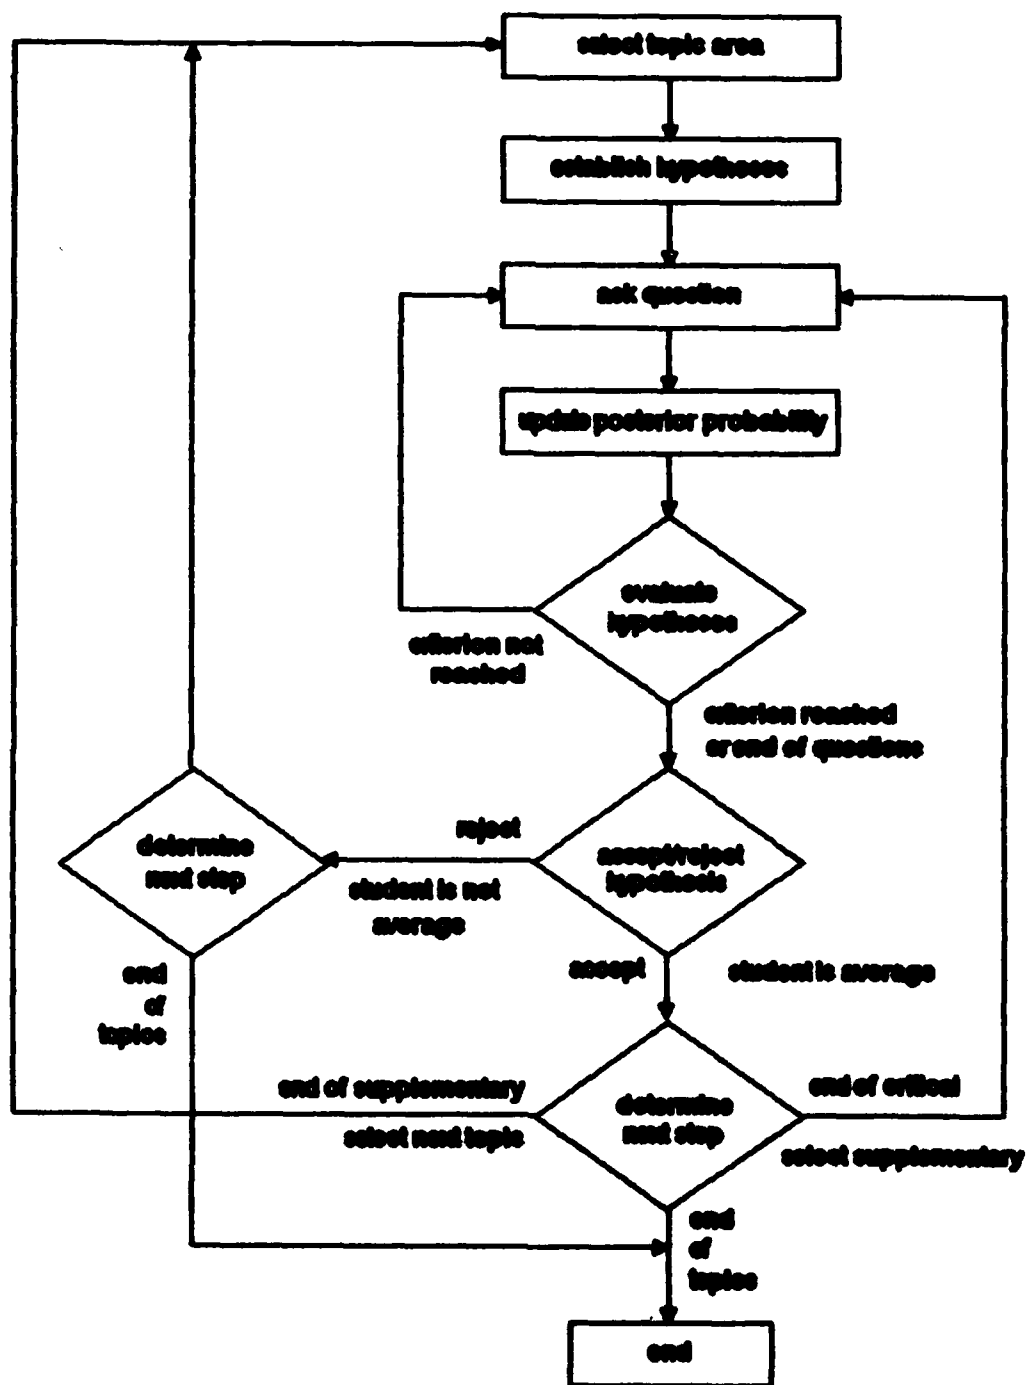 select topic area
establish hypotheses
ask question
update posterior probability
evaluate
hypotheses
criterion not
reached
criterion reached
or end of questions
determine
next step
reject
student is not
average
accept/reject
hypothesis
accept
student is average
end
of
topics
end of supplementary
select next topic
determine
next step
end of critical
select supplementary
end
of
topics
end